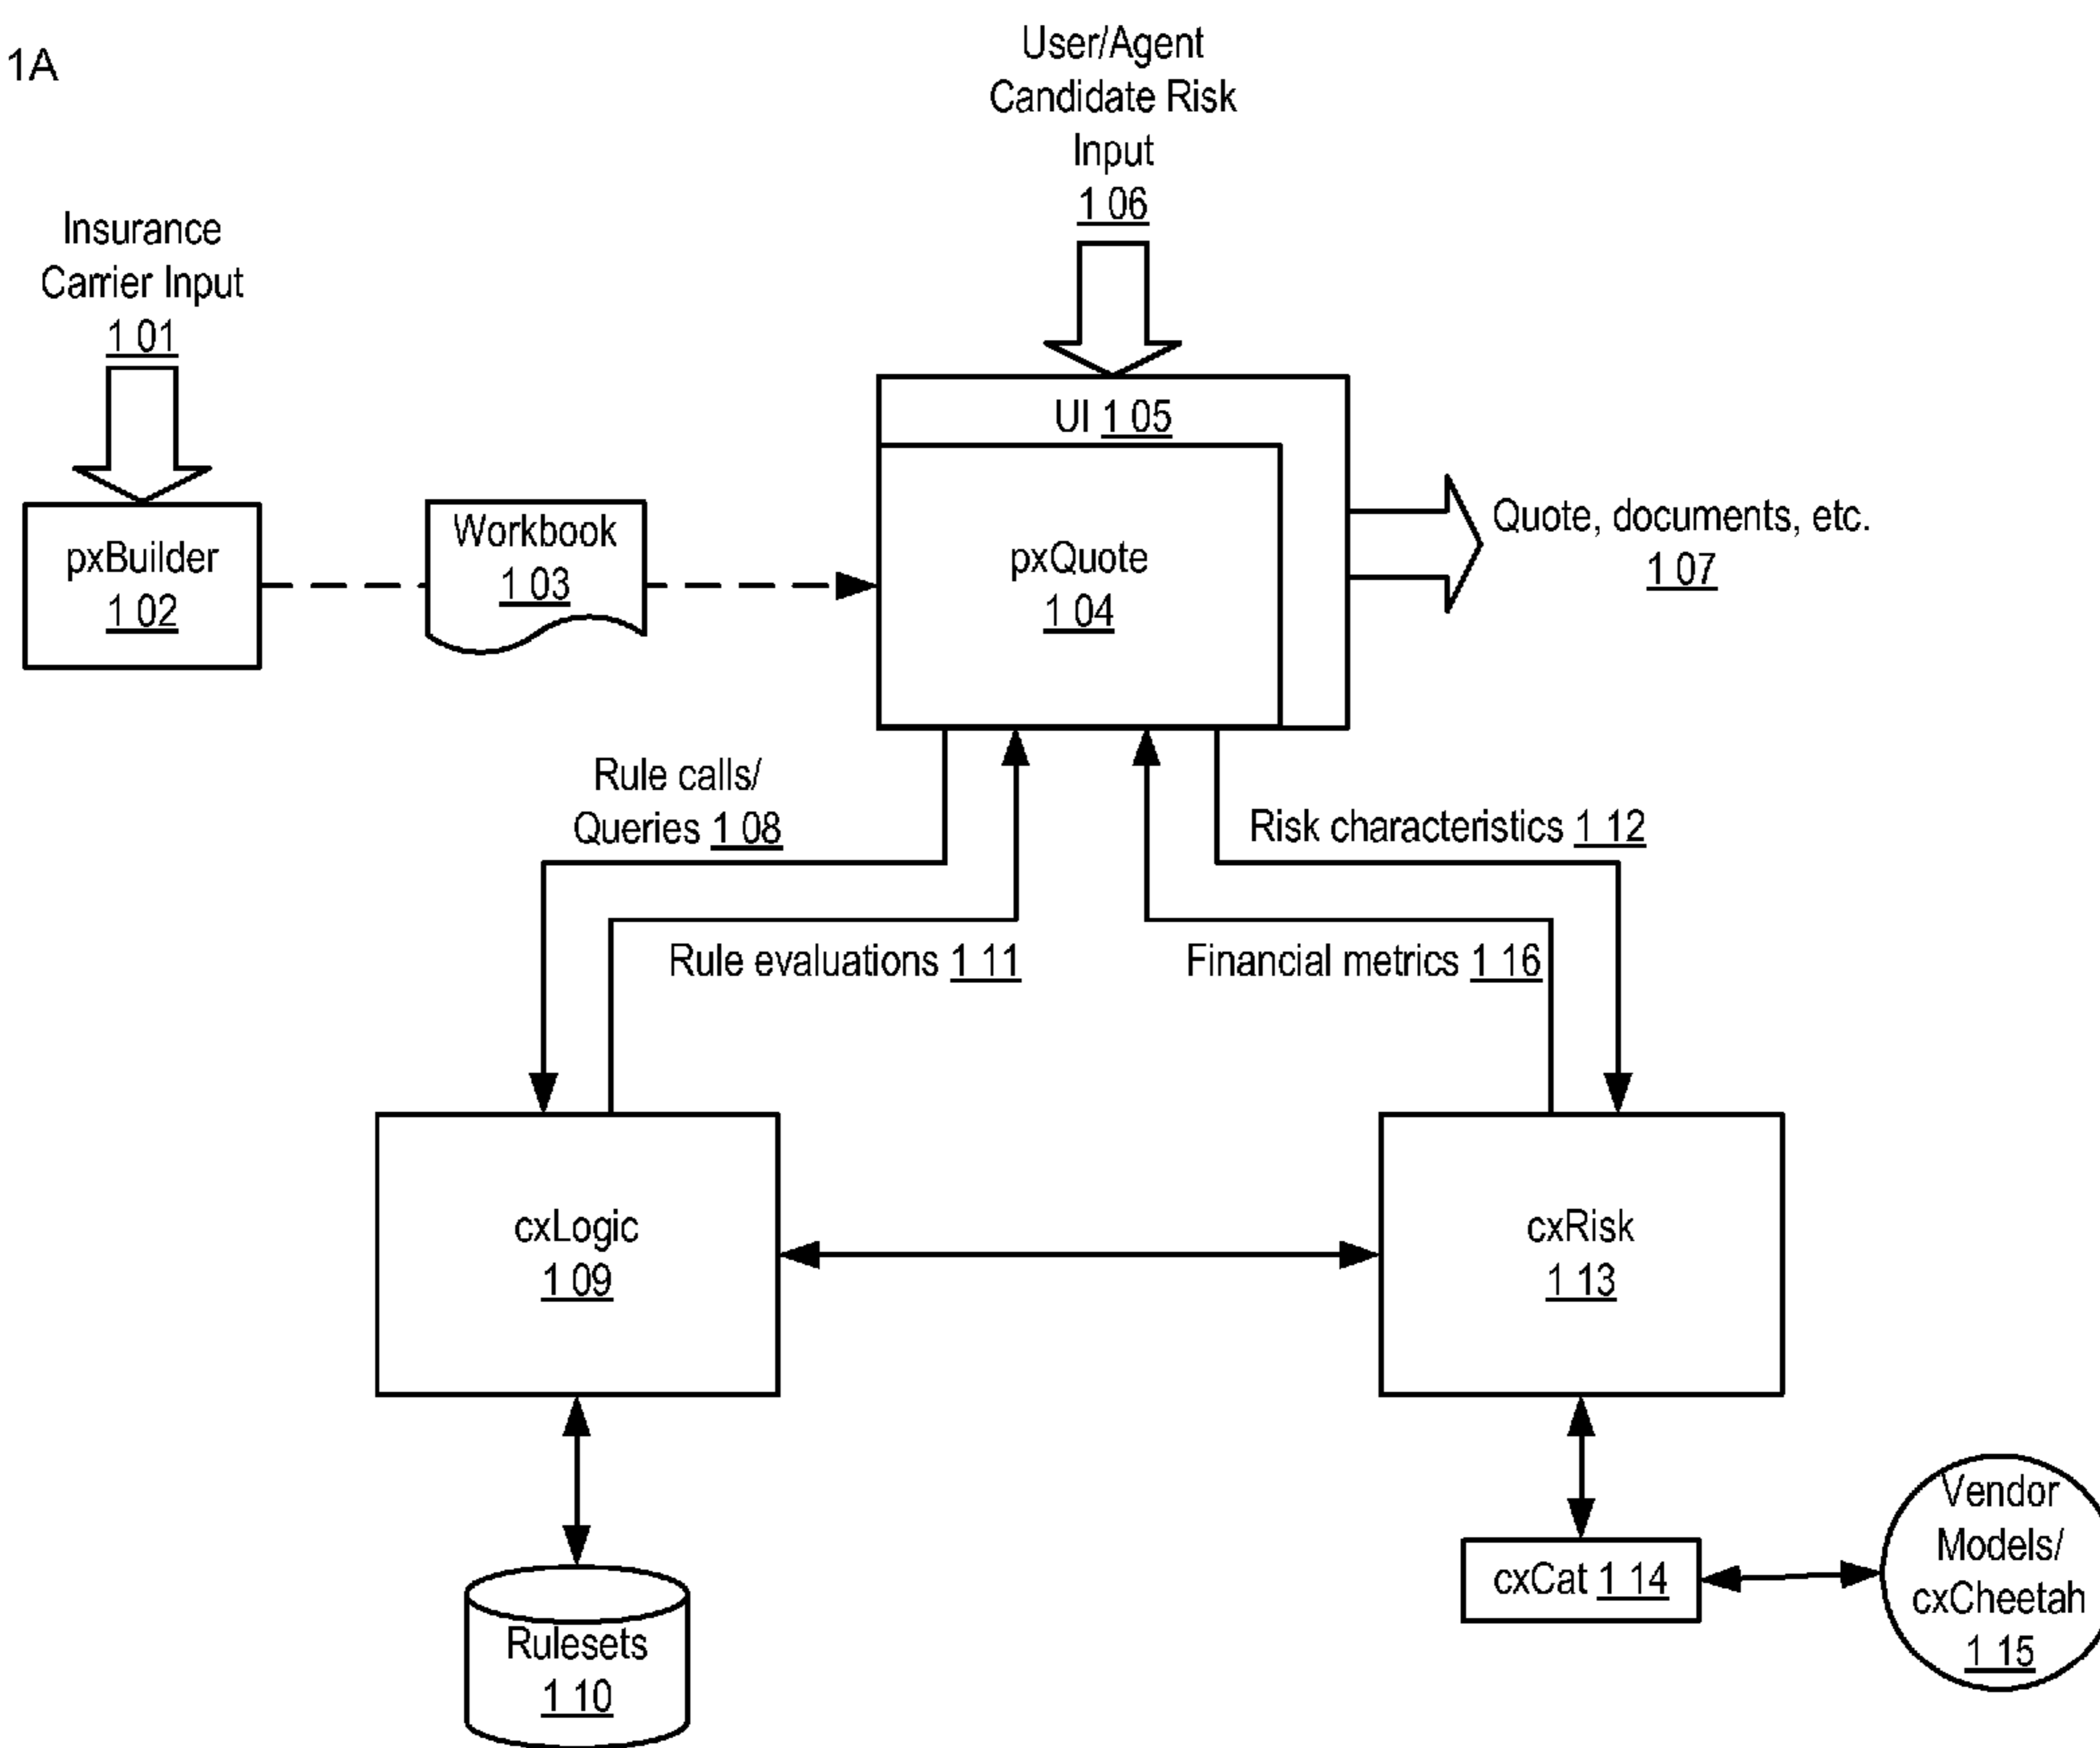 1A
User/Agent
Candidate Risk
Input
1 06
Insurance
Carrier Input
1 01
UI 1 05
pxBuilder
1 02
Workbook
1 03
pxQuote
1 04
Quote, documents, etc.
1 07
Rule calls/
Queries 1 08
Risk characteristics 1 12
Rule evaluations 1 11
Financial metrics 1 16
cxLogic
1 09
cxRisk
1 13
Rulesets
1 10
cxCat 1 14
Vendor
Models/
cxCheetah
1 15